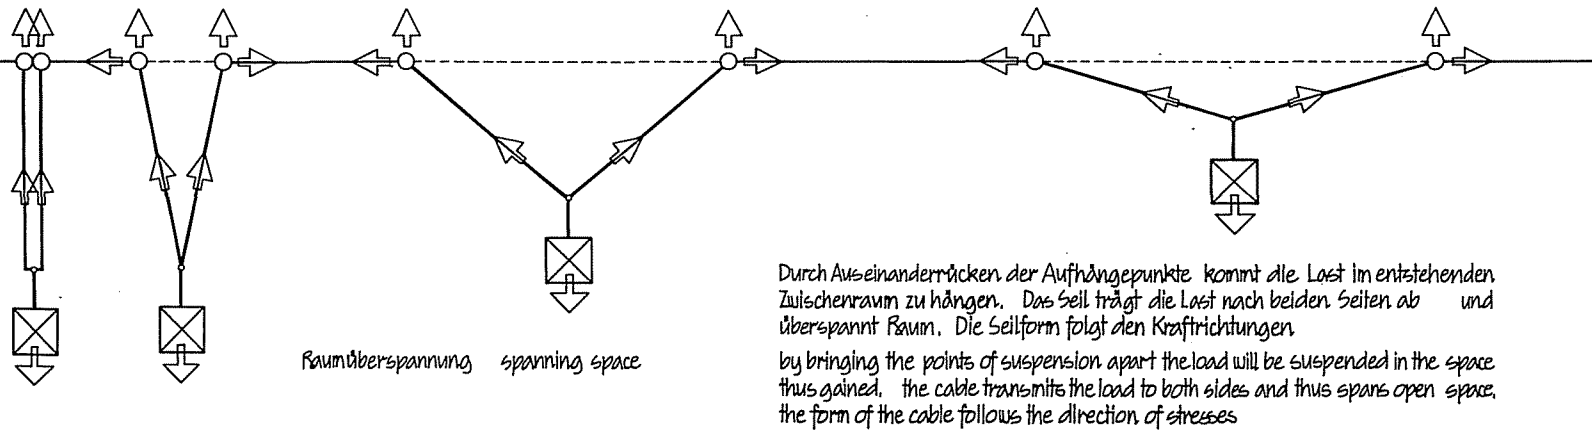 Raumüberspannung spanning space
Durch Auseinanderrücken der Aufhängepunkte kommt die Last im entstehenden
Zwischenraum zu hängen. Das Seil trägt die Last nach beiden Seiten ab und
überspannt Raum. Die Seilform folgt den Kraftrichtungen
by bringing the points of suspension apart the load will be suspended in the space
thus gained. the cable transmits the load to both sides and thus spans open space.
the form of the cable follows the direction of stresses